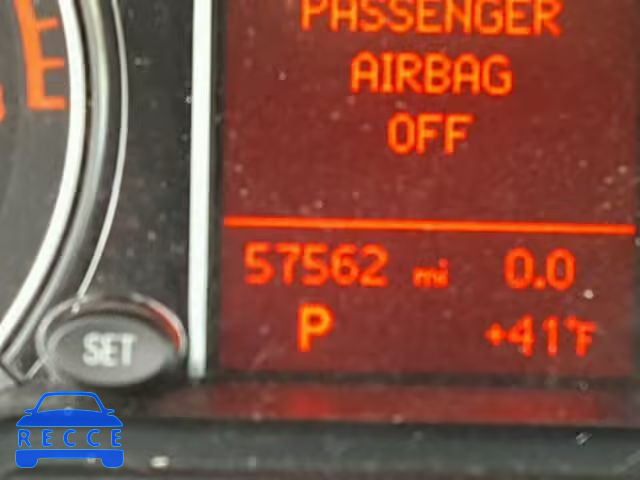 PASSENGER
AIRBAG
OFF
57562 mi 0.0
P +41°F
SET
RECCE